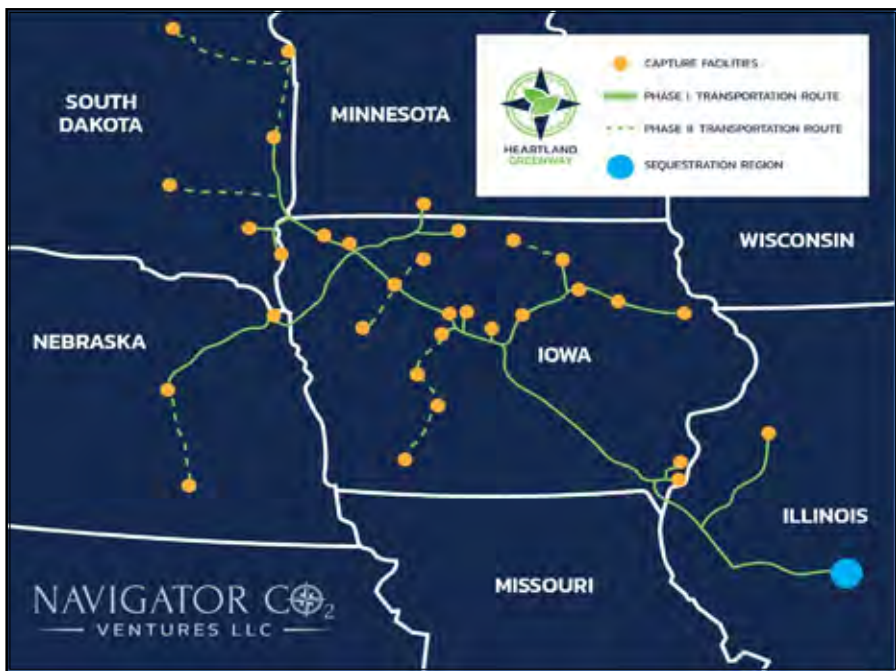 SOUTH
DAKOTA
MINNESOTA
HEARTLAND
GREENWAY
CAPTURE FACILITIES
PHASE I TRANSPORTATION ROUTE
PHASE II TRANSPORTATION ROUTE
SEQUESTRATION REGION
WISCONSIN
NEBRASKA
IOWA
ILLINOIS
MISSOURI
NAVIGATOR CO2
VENTURES LLC